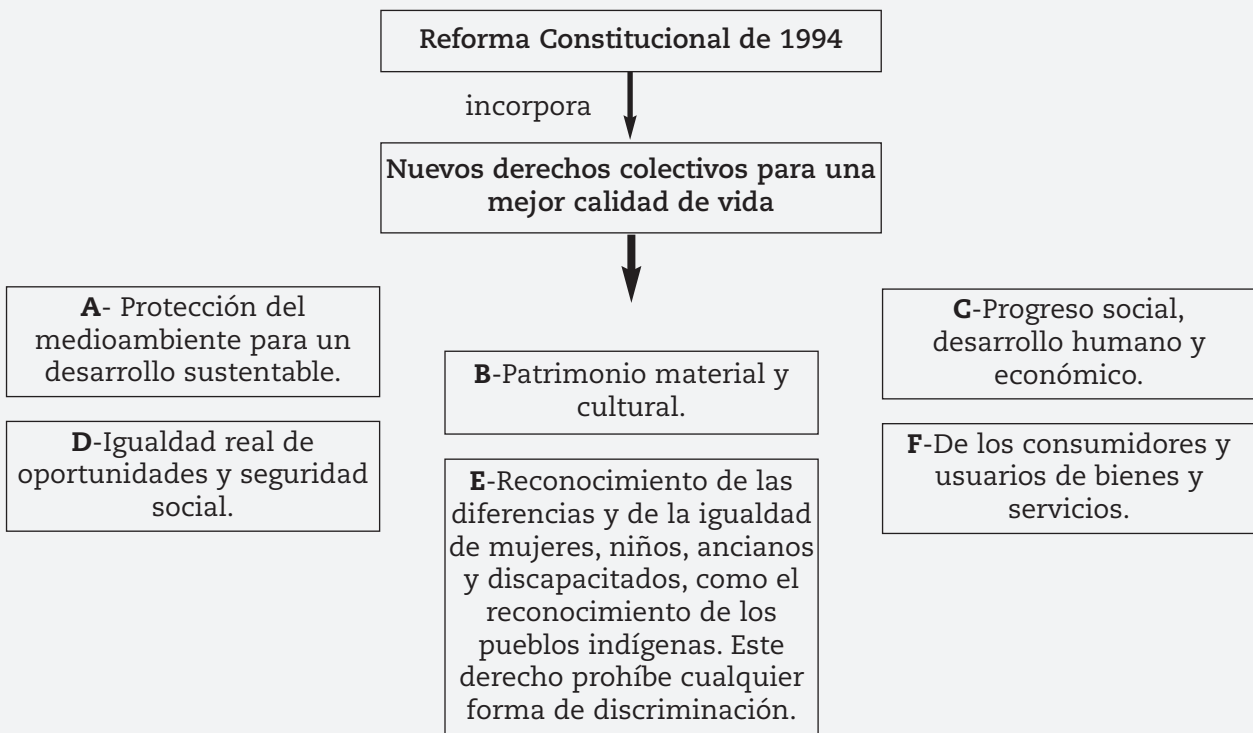 Reforma Constitucional de 1994
incorpora
Nuevos derechos colectivos para una
mejor calidad de vida
A- Protección del
medioambiente para un
desarrollo sustentable.
B-Patrimonio material y
cultural.
C-Progreso social,
desarrollo humano y
económico.
D-Igualdad real de
oportunidades y seguridad
social.
E-Reconocimiento de las
diferencias y de la igualdad
de mujeres, niños, ancianos
y discapacitados, como el
reconocimiento de los
pueblos indígenas. Este
derecho prohíbe cualquier
forma de discriminación.
F-De los consumidores y
usuarios de bienes y
servicios.